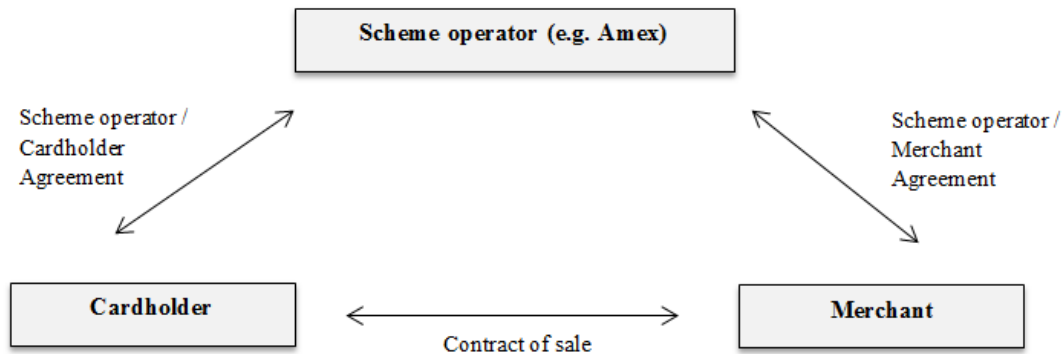 Scheme operator (e.g. Amex)
Scheme operator /
Cardholder
Agreement
Scheme operator /
Merchant
Agreement
Cardholder
Merchant
Contract of sale